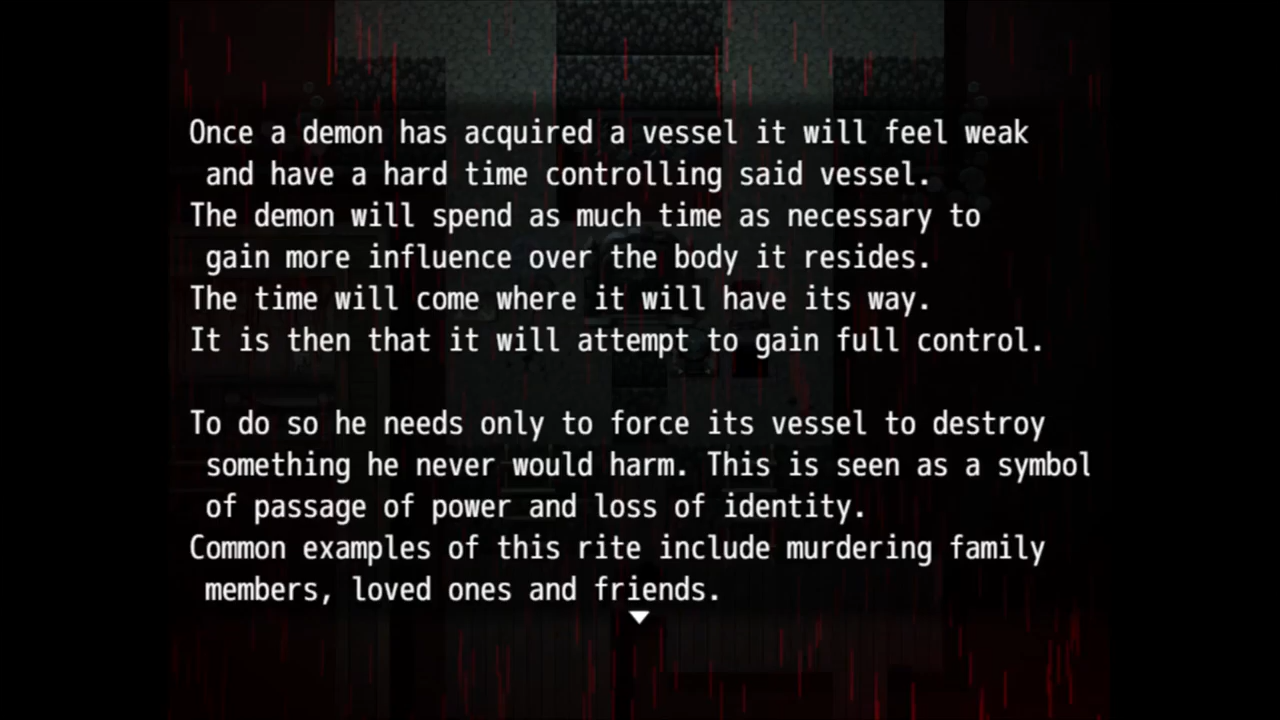 Once a demon has acquired a vessel it will feel weak
and have a hard time controlling said vessel.
The demon will spend as much time as necessary to
gain more influence over the body it resides.
The time will come where it will have its way.
It is then that it will attempt to gain full control.
To do so he needs only to force its vessel to destroy
something he never would harm. This is seen as a symbol
of passage of power and loss of identity.
Common examples of this rite include murdering family
members, loved ones and friends.